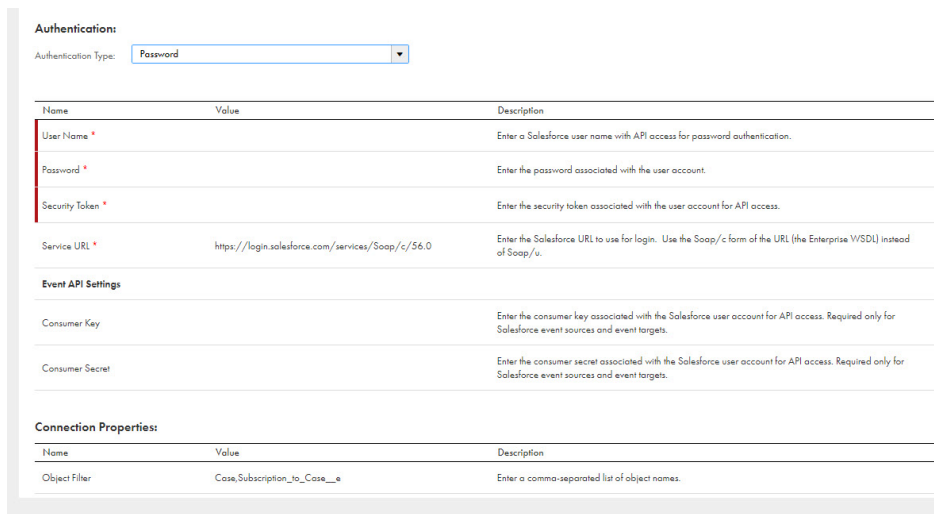 Authentication:
Authentication Type: Password
Name Value Description
User Name * Enter a Salesforce user name with API access for password authentication.
Password * Enter the password associated with the user account.
Security Token * Enter the security token associated with the user account for API access.
Service URL * https://login.salesforce.com/services/Soap/c/56.0 Enter the Salesforce URL to use for login. Use the Soap/c form of the URL (the Enterprise WSDL) instead
of Soap/u.
Event API Settings
Consumer Key Enter the consumer key associated with the Salesforce user account for API access. Required only for
Salesforce event sources and event targets.
Consumer Secret Enter the consumer secret associated with the Salesforce user account for API access. Required only for
Salesforce event sources and event targets.
Connection Properties:
Name Value Description
Object Filter Case,Subscription_to_Case__e Enter a comma-separated list of object names.